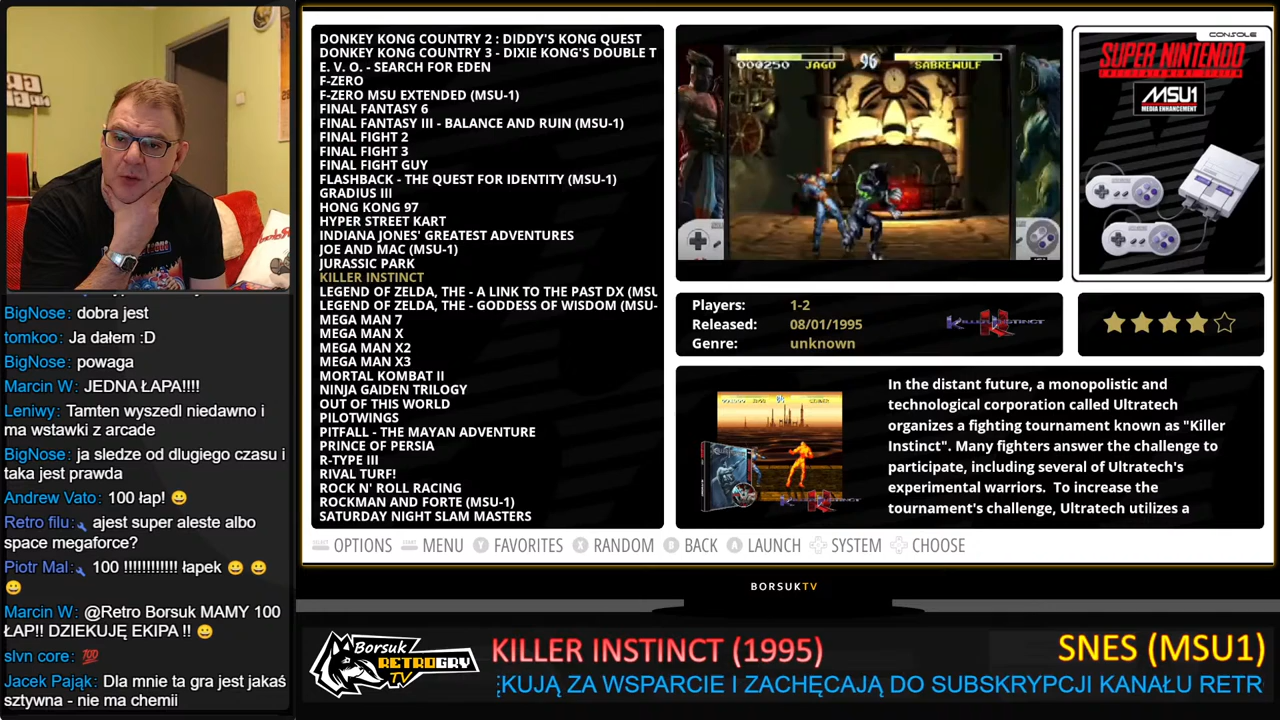 BigNose: dobra jest
tomkoo: Ja dałem :D
BigNose: powaga
Marcin W: JEDNA ŁAPA!!!!
Leniwy: Tamten wyszedl niedawno i
ma wstawki z arcade
BigNose: ja sledze od dlugiego czasu i
taka jest prawda
Andrew Vato: 100 łap!
Retro filu: ajest super aleste albo
space megaforce?
Piotr Mal: 100 !!!!!!!!!!!! łapek
Marcin W: @Retro Borsuk MAMY 100
ŁAP!! DZIEKUJĘ EKIPA !!
slvn core: 💯
Jacek Pająk: Dla mnie ta gra jest jakaś
sztywna - nie ma chemii
DONKEY KONG COUNTRY 2 : DIDDY'S KONG QUEST
DONKEY KONG COUNTRY 3 - DIXIE KONG'S DOUBLE T
E. V. O. - SEARCH FOR EDEN
F-ZERO
F-ZERO MSU EXTENDED (MSU-1)
FINAL FANTASY 6
FINAL FANTASY III - BALANCE AND RUIN (MSU-1)
FINAL FIGHT 2
FINAL FIGHT 3
FINAL FIGHT GUY
FLASHBACK - THE QUEST FOR IDENTITY (MSU-1)
GRADIUS III
HONG KONG 97
HYPER STREET KART
INDIANA JONES' GREATEST ADVENTURES
JOE AND MAC (MSU-1)
JURASSIC PARK
KILLER INSTINCT
LEGEND OF ZELDA, THE - A LINK TO THE PAST DX (MSU
LEGEND OF ZELDA, THE - GODDESS OF WISDOM (MSU-
MEGA MAN 7
MEGA MAN X
MEGA MAN X2
MEGA MAN X3
MORTAL KOMBAT II
NINJA GAIDEN TRILOGY
OUT OF THIS WORLD
PILOTWINGS
PITFALL - THE MAYAN ADVENTURE
PRINCE OF PERSIA
R-TYPE III
RIVAL TURF!
ROCK N' ROLL RACING
ROCKMAN AND FORTE (MSU-1)
SATURDAY NIGHT SLAM MASTERS
000250 JAGO 96 SABREWULF
CONSOLE
SUPER NINTENDO
ENTERTAINMENT SYSTEM
MSU1
MEDIA ENHANCEMENT
Players: 1-2
Released: 08/01/1995
Genre: unknown
KILLER INSTINCT
In the distant future, a monopolistic and
technological corporation called Ultratech
organizes a fighting tournament known as "Killer
Instinct". Many fighters answer the challenge to
participate, including several of Ultratech's
experimental warriors. To increase the
tournament's challenge, Ultratech utilizes a
OPTIONS MENU Y FAVORITES X RANDOM B BACK A LAUNCH SYSTEM CHOOSE
BORSUKTV
Borsuk
RETROGRY
TV
KILLER INSTINCT (1995)
SNES (MSU1)
ĘKUJĄ ZA WSPARCIE I ZACHĘCAJĄ DO SUBSKRYPCJI KANAŁU RETR